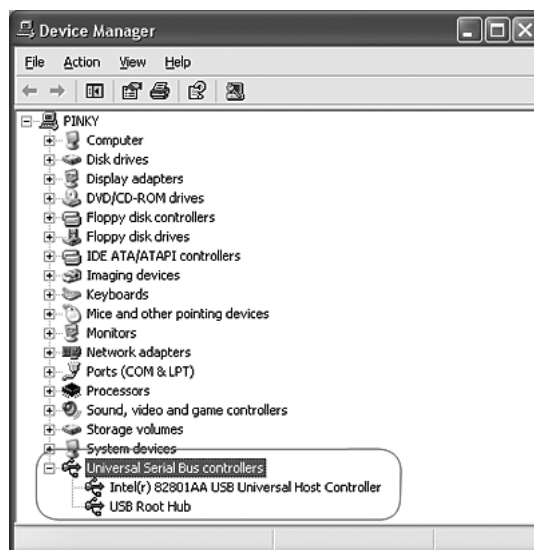 Device Manager
File Action View Help
PINKY
Computer
Disk drives
Display adapters
DVD/CD-ROM drives
Floppy disk controllers
Floppy disk drives
IDE ATA/ATAPI controllers
Imaging devices
Keyboards
Mice and other pointing devices
Monitors
Network adapters
Ports (COM & LPT)
Processors
Sound, video and game controllers
Storage volumes
System devices
Universal Serial Bus controllers
Intel(r) 82801AA USB Universal Host Controller
USB Root Hub